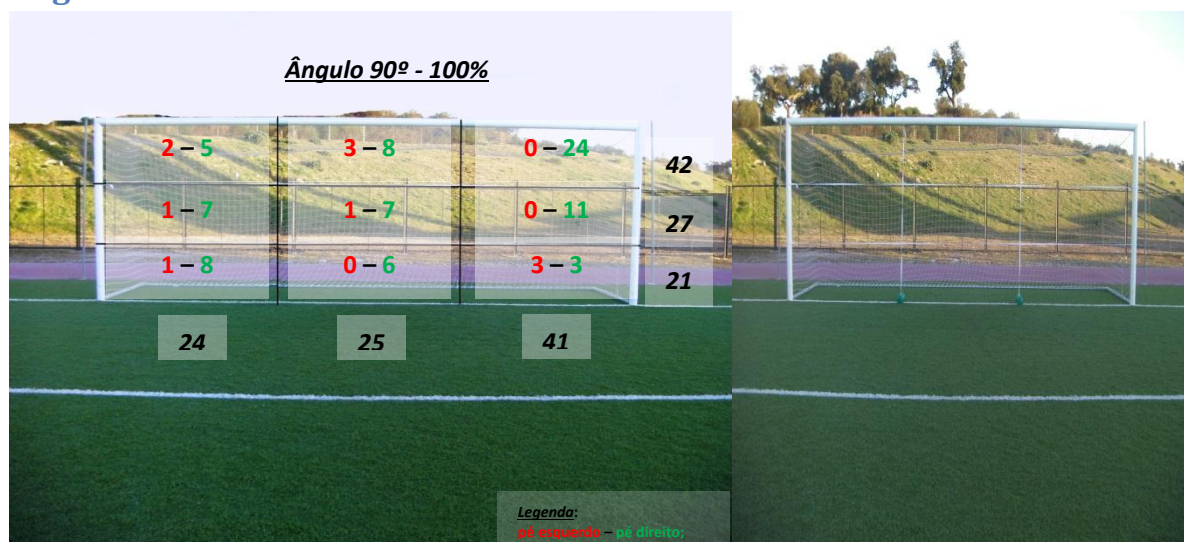 Ângulo 90º - 100%
2 – 5 3 – 8 0 – 24 42
1 – 7 1 – 7 0 – 11 27
1 – 8 0 – 6 3 – 3 21
24 25 41
Legenda:
pé esquerdo – pé direito;